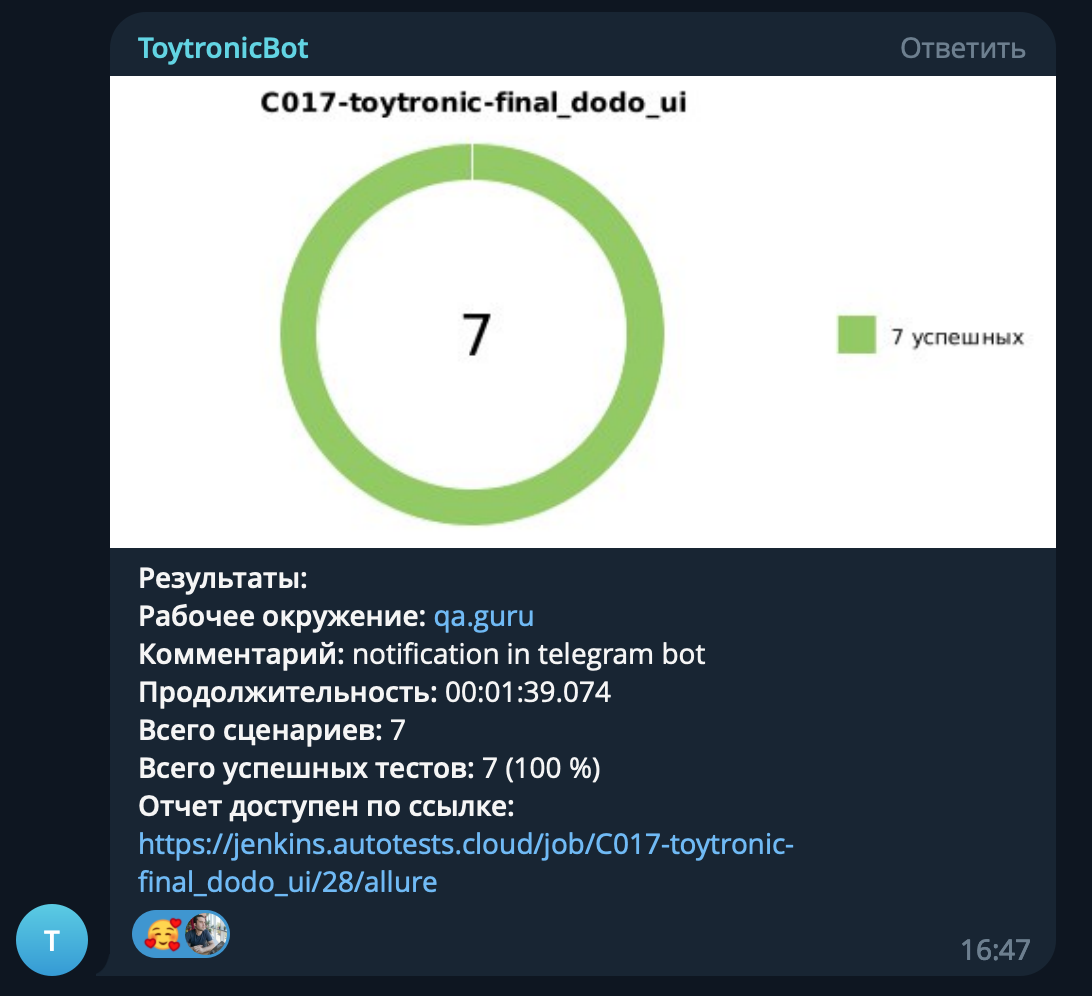 ToytronicBot
Ответить
C017-toytronic-final_dodo_ui
7
7 успешных
Результаты:
Рабочее окружение: qa.guru
Комментарий: notification in telegram bot
Продолжительность: 00:01:39.074
Всего сценариев: 7
Всего успешных тестов: 7 (100 %)
Отчет доступен по ссылке:
https://jenkins.autotests.cloud/job/C017-toytronic-
final_dodo_ui/28/allure
T
16:47